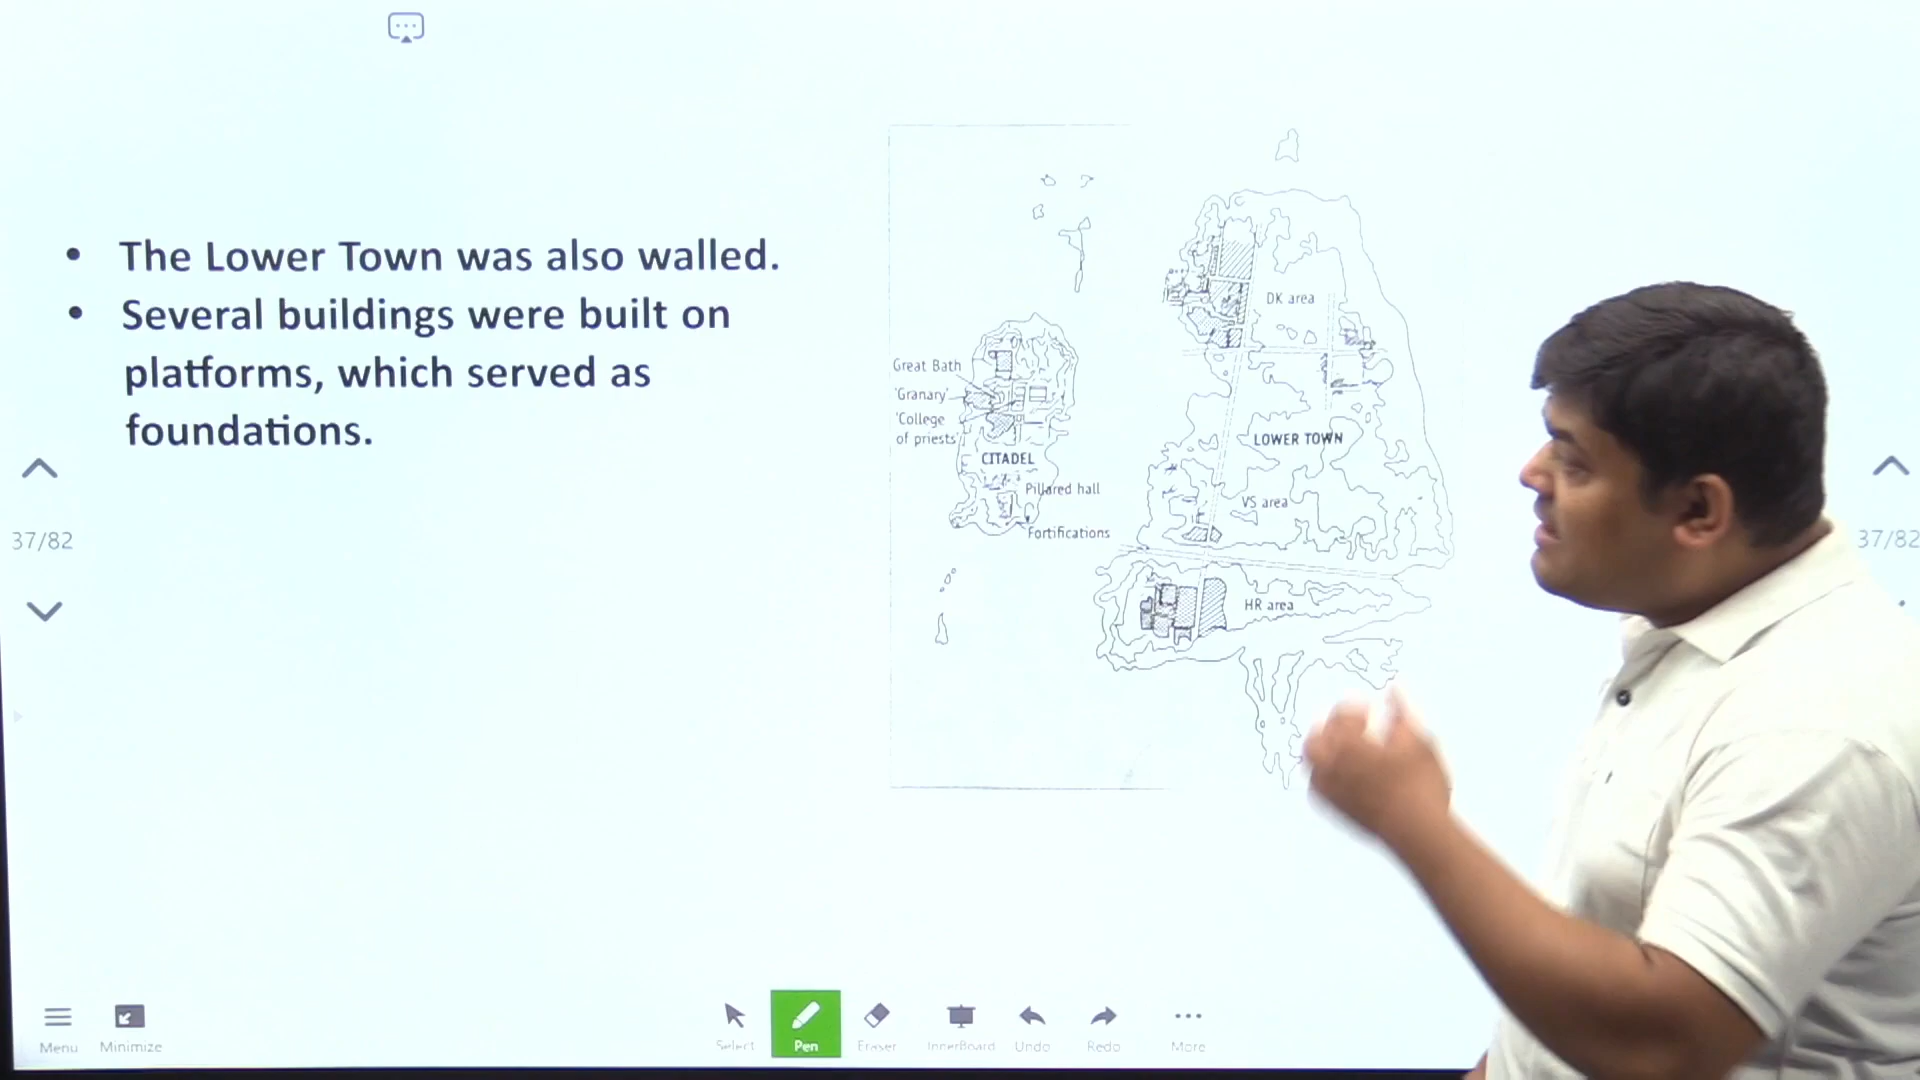 • The Lower Town was also walled.
• Several buildings were built on
platforms, which served as
foundations.
Great Bath
'Granary'
'College
of priests'
CITADEL
Pillared hall
Fortifications
DK area
LOWER TOWN
VS area
HR area
37/82
37/82
Menu
Minimize
Select
Pen
Eraser
InnerBoard
Undo
Redo
More